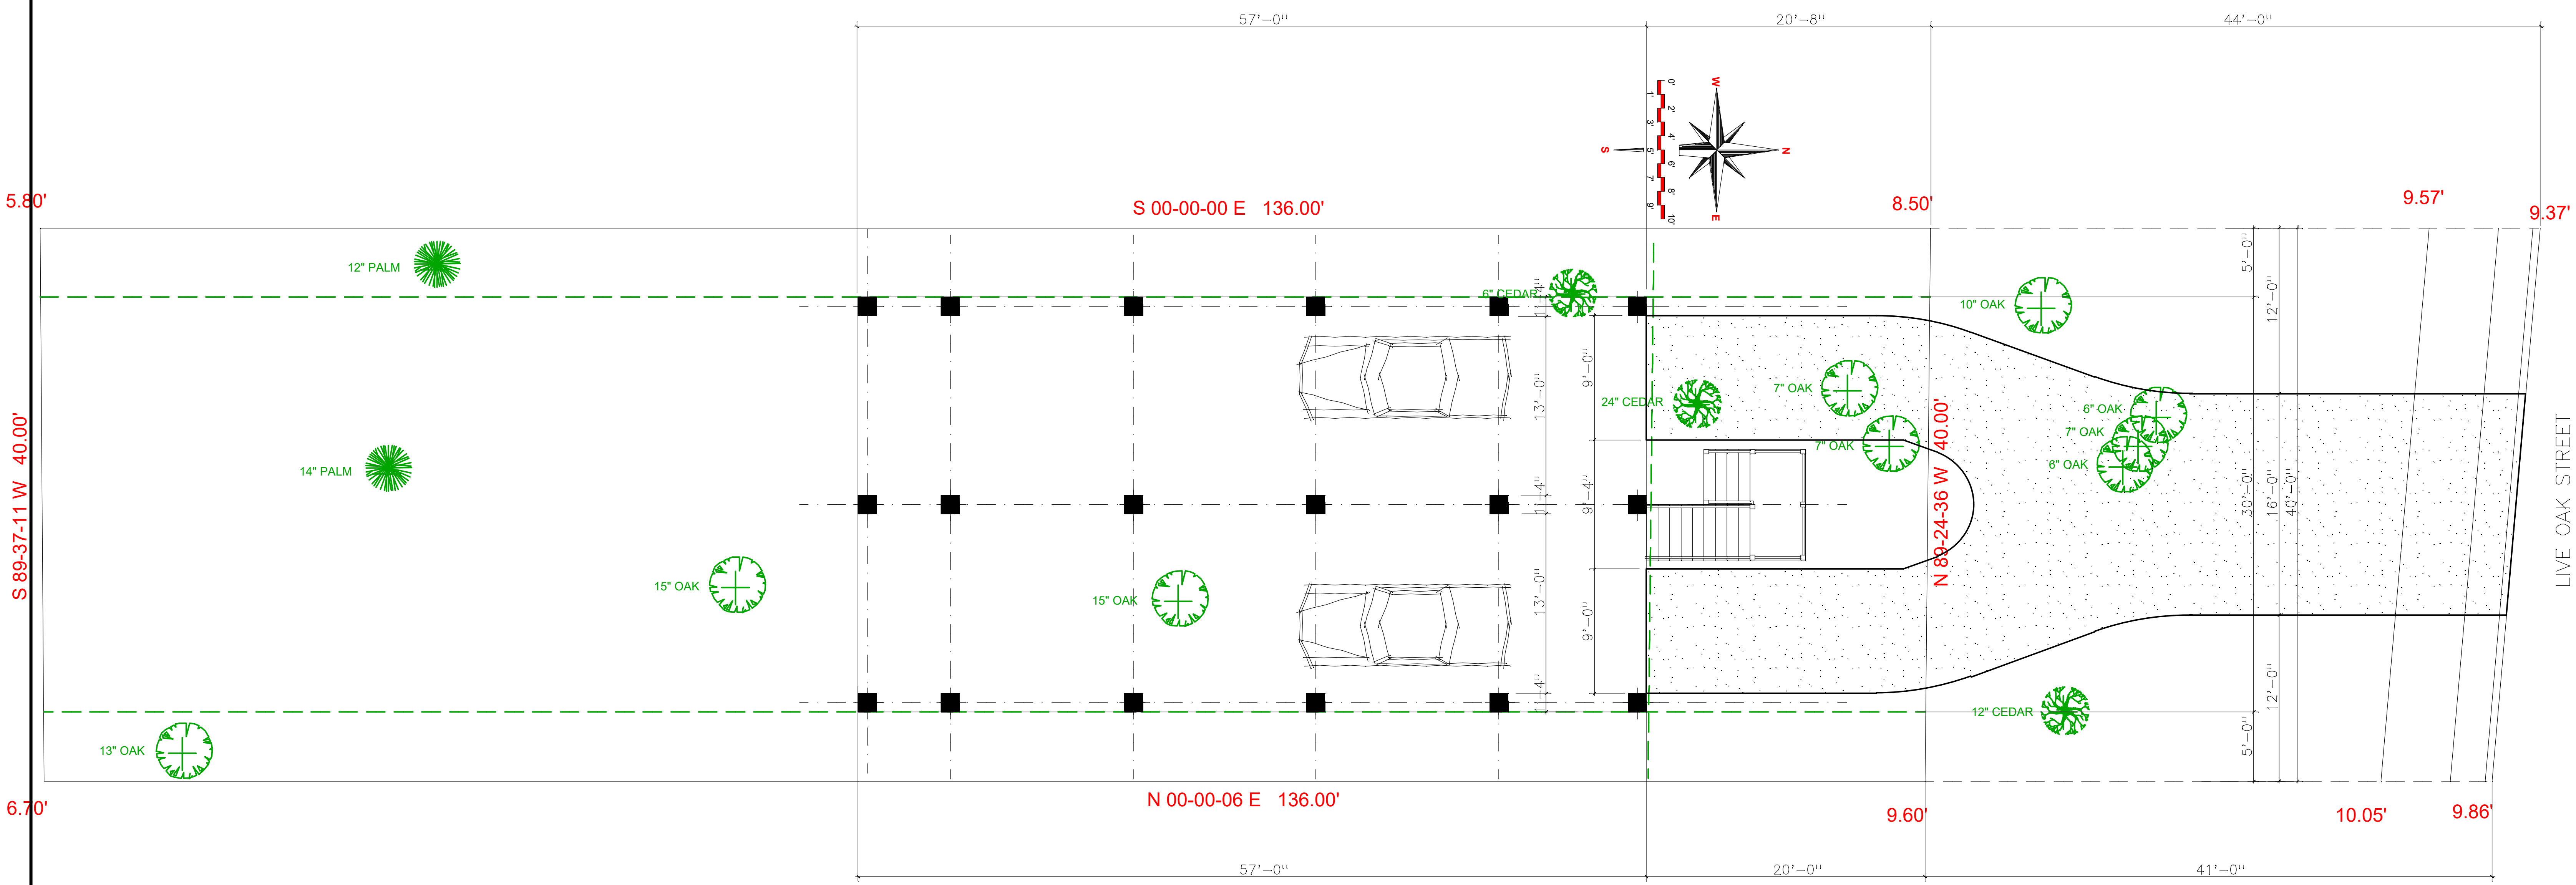 57'-0" 20'-8" 44'-0"
W
N
S
E
0' 2' 4' 6' 8' 10'
1' 3' 5' 7' 9'
5.80'
S 00-00-00 E 136.00'
8.50'
9.57'
9.37'
12" PALM
6" CEDAR
1'-4"
10" OAK
5'-0"
12'-0"
9'-0"
13'-0"
24" CEDAR
7" OAK
7" OAK
6" OAK
7" OAK
6" OAK
S 89-37-11 W 40.00'
14" PALM
1'-4"
9'-4"
N 89-24-36 W 40.00'
30'-0"
16'-0"
40'-0"
LIVE OAK STREET
15" OAK
15" OAK
13'-0"
9'-0"
1'-4"
12" CEDAR
12'-0"
5'-0"
13" OAK
6.70'
N 00-00-06 E 136.00'
9.60'
10.05'
9.86'
57'-0" 20'-0" 41'-0"